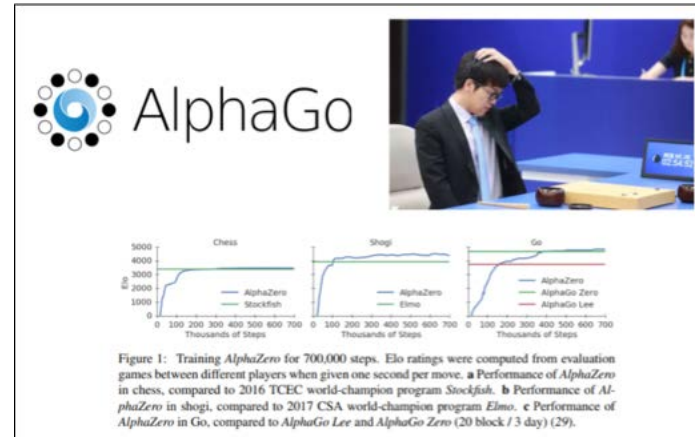 AlphaGo
Chess
5000
4000
3000
2000
1000
0
Elo
AlphaZero
Stockfish
0 100 200 300 400 500 600 700
Thousands of Steps
Shogi
AlphaZero
Elmo
0 100 200 300 400 500 600 700
Thousands of Steps
Go
AlphaZero
AlphaGo Zero
AlphaGo Lee
0 100 200 300 400 500 600 700
Thousands of Steps
Figure 1: Training AlphaZero for 700,000 steps. Elo ratings were computed from evaluation
games between different players when given one second per move. a Performance of AlphaZero
in chess, compared to 2016 TCEC world-champion program Stockfish. b Performance of Al-
phaZero in shogi, compared to 2017 CSA world-champion program Elmo. c Performance of
AlphaZero in Go, compared to AlphaGo Lee and AlphaGo Zero (20 block / 3 day) (29).